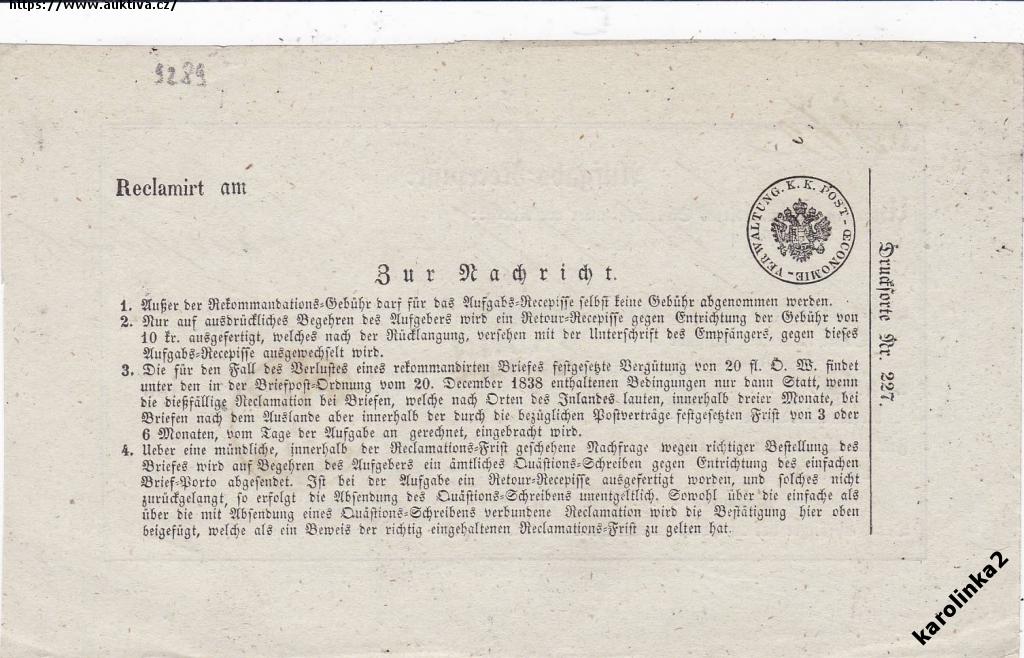 https://www.auktiva.cz/
9289
Reclamirt am
VERWALTUNG. K. K. POST-ŒCONOMIE-
Zur Nachricht.
1. Außer der Rekommandations-Gebühr darf für das Aufgabs-Recepisse selbst keine Gebühr abgenommen werden.
2. Nur auf ausdrückliches Begehren des Aufgebers wird ein Retour-Recepisse gegen Entrichtung der Gebühr von
10 kr. ausgefertigt, welches nach der Rücklangung, versehen mit der Unterschrift des Empfängers, gegen dieses
Aufgabs-Recepisse ausgewechselt wird.
3. Die für den Fall des Verlustes eines rekommandirten Briefes festgesetzte Vergütung von 20 fl. Ö. W. findet
unter den in der Briefpost-Ordnung vom 20. December 1838 enthaltenen Bedingungen nur dann Statt, wenn
die dießfällige Reclamation bei Briefen, welche nach Orten des Inlandes lauten, innerhalb dreier Monate, bei
Briefen nach dem Auslande aber innerhalb der durch die bezüglichen Postverträge festgesetzten Frist von 3 oder
6 Monaten, vom Tage der Aufgabe an gerechnet, eingebracht wird.
4. Ueber eine mündliche, innerhalb der Reclamations-Frist geschehene Nachfrage wegen richtiger Bestellung des
Briefes wird auf Begehren des Aufgebers ein ämtliches Quästions-Schreiben gegen Entrichtung des einfachen
Brief-Porto abgesendet. Ist bei der Aufgabe ein Retour-Recepisse ausgefertigt worden, und solches nicht
zurückgelangt, so erfolgt die Absendung des Quästions-Schreibens unentgeltlich. Sowohl über die einfache als
über die mit Absendung eines Quästions-Schreibens verbundene Reclamation wird die Bestätigung hier oben
beigefügt, welche als ein Beweis der richtig eingehaltenen Reclamations-Frist zu gelten hat.
Drucksorte Nr. 227.
karolinka2